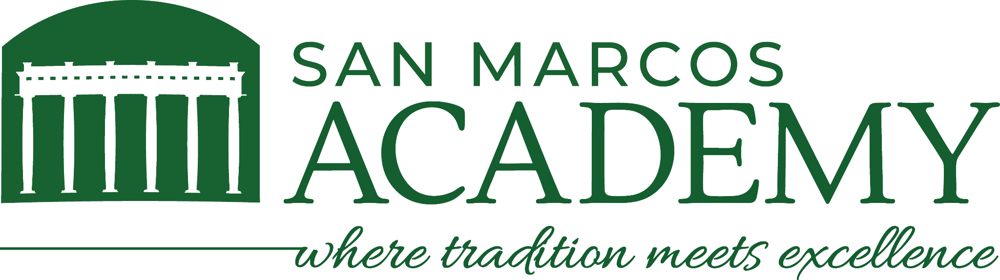 SAN MARCOS
ACADEMY
where tradition meets excellence